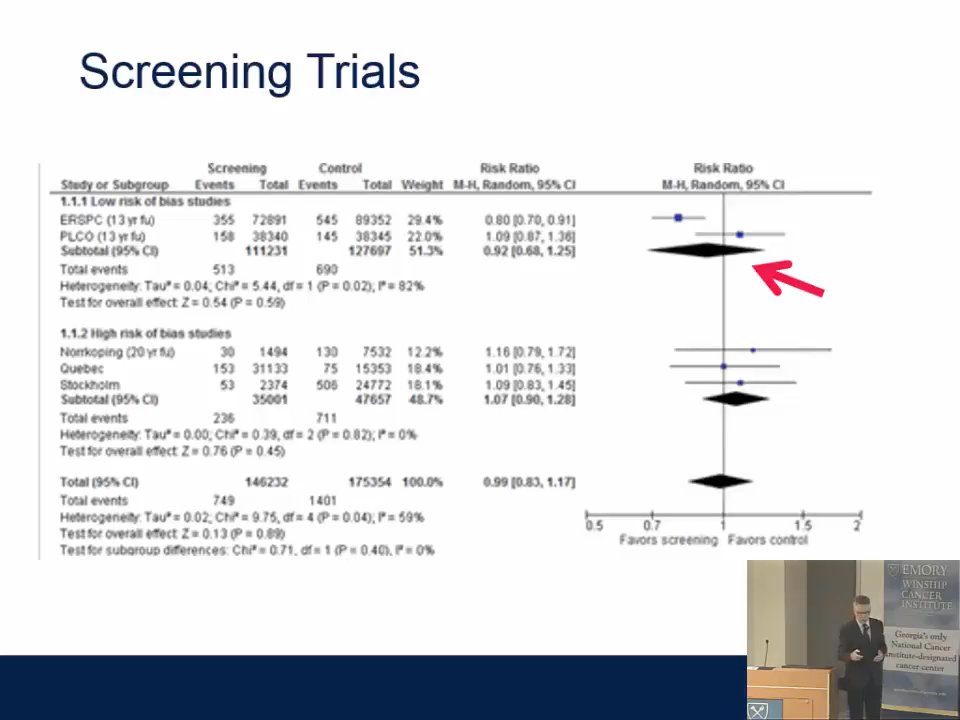 Screening Trials
Screening Control Risk Ratio Risk Ratio
Study or Subgroup Events Total Events Total Weight M-H, Random, 95% CI M-H, Random, 95% CI
1.1.1 Low risk of bias studies
ERSPC (13 yr fu) 355 72891 545 89352 29.4% 0.80 [0.70, 0.91]
PLCO (13 yr fu) 158 38340 145 38345 22.0% 1.09 [0.87, 1.36]
Subtotal (95% CI) 111231 127697 51.3% 0.92 [0.68, 1.25]
Total events 513 690
Heterogeneity: Tau² = 0.04; Chi² = 5.44, df = 1 (P = 0.02); I² = 82%
Test for overall effect: Z = 0.54 (P = 0.59)
1.1.2 High risk of bias studies
Norrkoping (20 yr fu) 30 1494 130 7532 12.2% 1.16 [0.79, 1.72]
Quebec 153 31133 75 15353 18.4% 1.01 [0.76, 1.33]
Stockholm 53 2374 506 24772 18.1% 1.09 [0.83, 1.45]
Subtotal (95% CI) 35001 47657 48.7% 1.07 [0.90, 1.28]
Total events 236 711
Heterogeneity: Tau² = 0.00; Chi² = 0.39, df = 2 (P = 0.82); I² = 0%
Test for overall effect: Z = 0.76 (P = 0.45)
Total (95% CI) 146232 175354 100.0% 0.99 [0.83, 1.17]
Total events 749 1401
Heterogeneity: Tau² = 0.02; Chi² = 9.75, df = 4 (P = 0.04); I² = 59%
Test for overall effect: Z = 0.13 (P = 0.89)
Test for subgroup differences: Chi² = 0.71, df = 1 (P = 0.40), I² = 0%
0.5 0.7 1 1.5 2
Favors screening Favors control
EMORY
WINSHIP
CANCER
INSTITUTE
Georgia's only
National Cancer
Institute-designated
cancer center